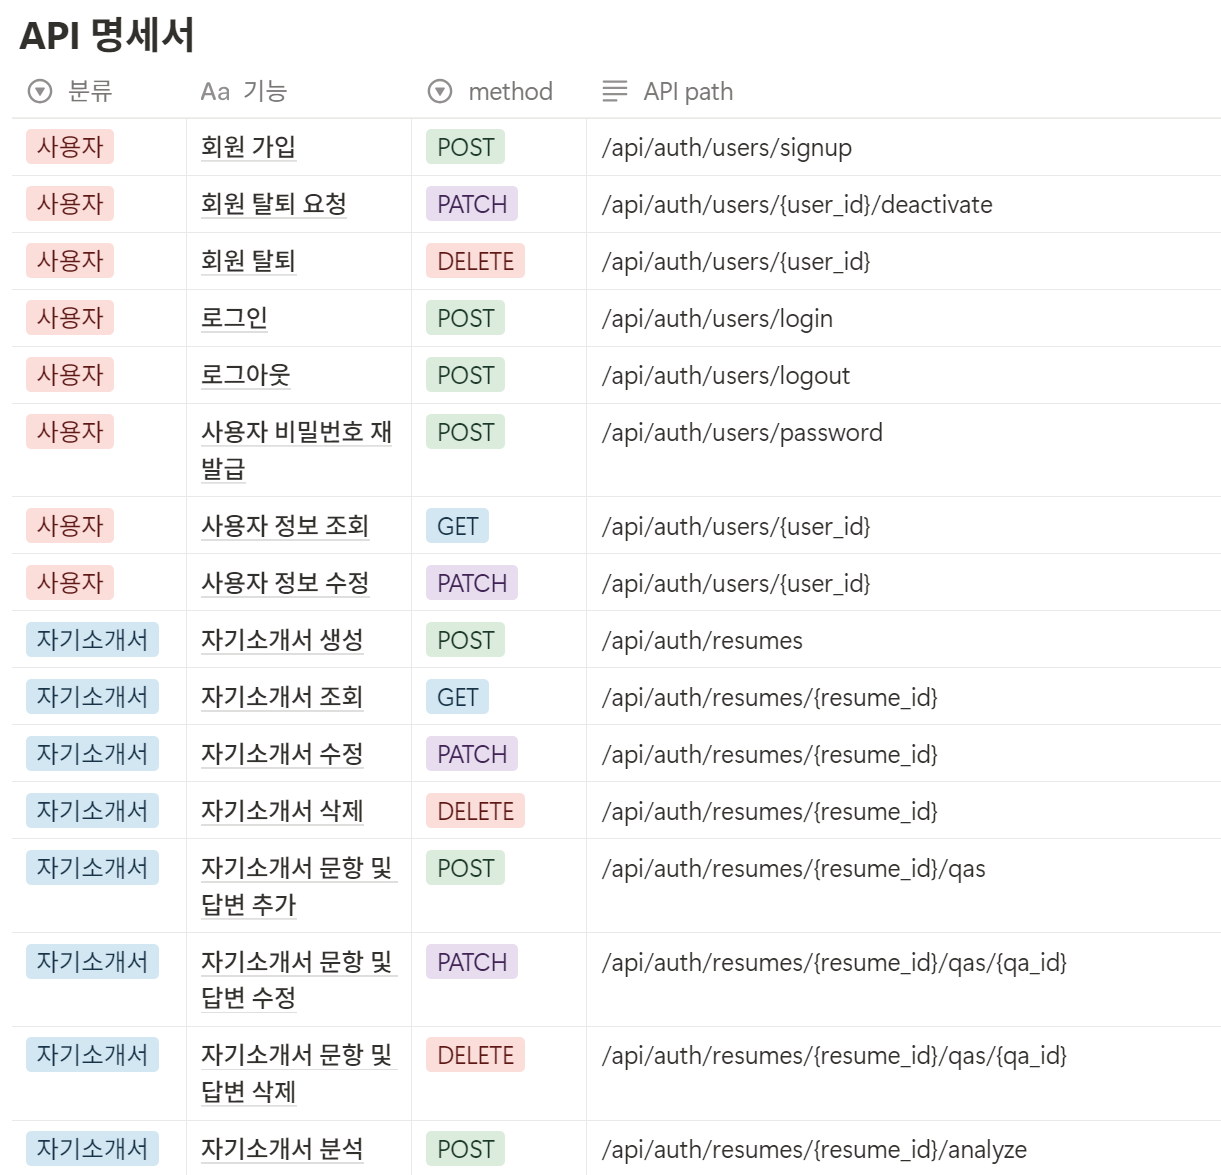 API 명세서
분류 Aa 기능 method API path
사용자 회원 가입 POST /api/auth/users/signup
사용자 회원 탈퇴 요청 PATCH /api/auth/users/{user_id}/deactivate
사용자 회원 탈퇴 DELETE /api/auth/users/{user_id}
사용자 로그인 POST /api/auth/users/login
사용자 로그아웃 POST /api/auth/users/logout
사용자 사용자 비밀번호 재 POST /api/auth/users/password
발급
사용자 사용자 정보 조회 GET /api/auth/users/{user_id}
사용자 사용자 정보 수정 PATCH /api/auth/users/{user_id}
자기소개서 자기소개서 생성 POST /api/auth/resumes
자기소개서 자기소개서 조회 GET /api/auth/resumes/{resume_id}
자기소개서 자기소개서 수정 PATCH /api/auth/resumes/{resume_id}
자기소개서 자기소개서 삭제 DELETE /api/auth/resumes/{resume_id}
자기소개서 자기소개서 문항 및 POST /api/auth/resumes/{resume_id}/qas
답변 추가
자기소개서 자기소개서 문항 및 PATCH /api/auth/resumes/{resume_id}/qas/{qa_id}
답변 수정
자기소개서 자기소개서 문항 및 DELETE /api/auth/resumes/{resume_id}/qas/{qa_id}
답변 삭제
자기소개서 자기소개서 분석 POST /api/auth/resumes/{resume_id}/analyze